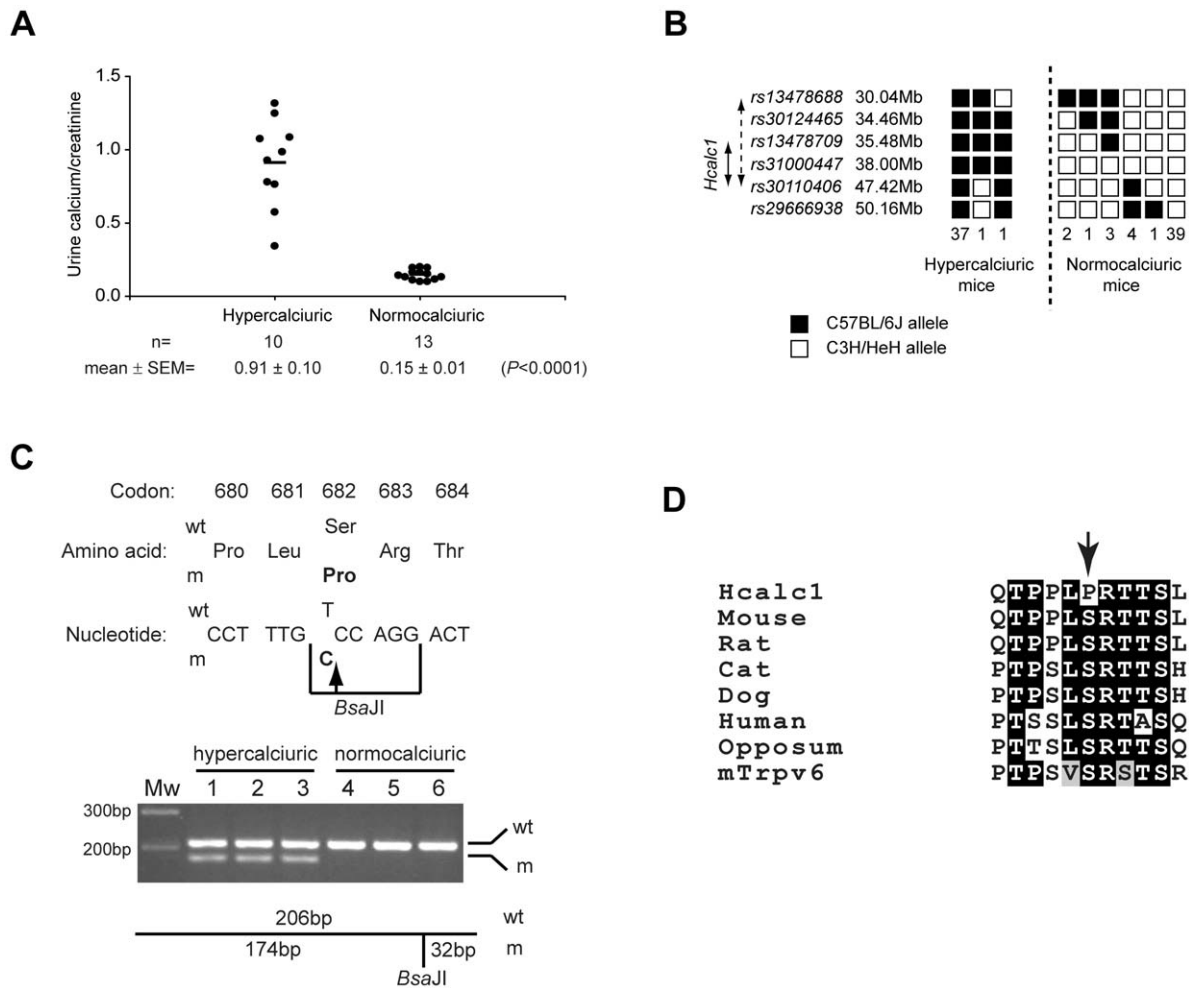 A
Urine calcium/creatinine
1.5
1.0
0.5
0.0
Hypercalciuric Normocalciuric
n= 10 13
mean ± SEM= 0.91 ± 0.10 0.15 ± 0.01 (P<0.0001)
B
Hcalc1
rs13478688 30.04Mb
rs30124465 34.46Mb
rs13478709 35.48Mb
rs31000447 38.00Mb
rs30110406 47.42Mb
rs29666938 50.16Mb
37 1 1 2 1 3 4 1 39
Hypercalciuric mice
Normocalciuric mice
C57BL/6J allele
C3H/HeH allele
C
Codon: 680 681 682 683 684
wt Ser
Amino acid: Pro Leu Arg Thr
m Pro
wt T
Nucleotide: CCT TTG CC AGG ACT
m C
BsaJI
hypercalciuric normocalciuric
Mw 1 2 3 4 5 6
300bp
200bp
wt
m
206bp wt
174bp 32bp m
BsaJI
D
Hcalc1 QTPPLPRTTSL
Mouse QTPPLSRTTSL
Rat QTPPLSRTTSL
Cat PTPSLSRTTSH
Dog PTPSLSRTTSH
Human PTSSLSRTASQ
Opposum PTTSLSRTTSQ
mTrpv6 PTPSVSRSTSR